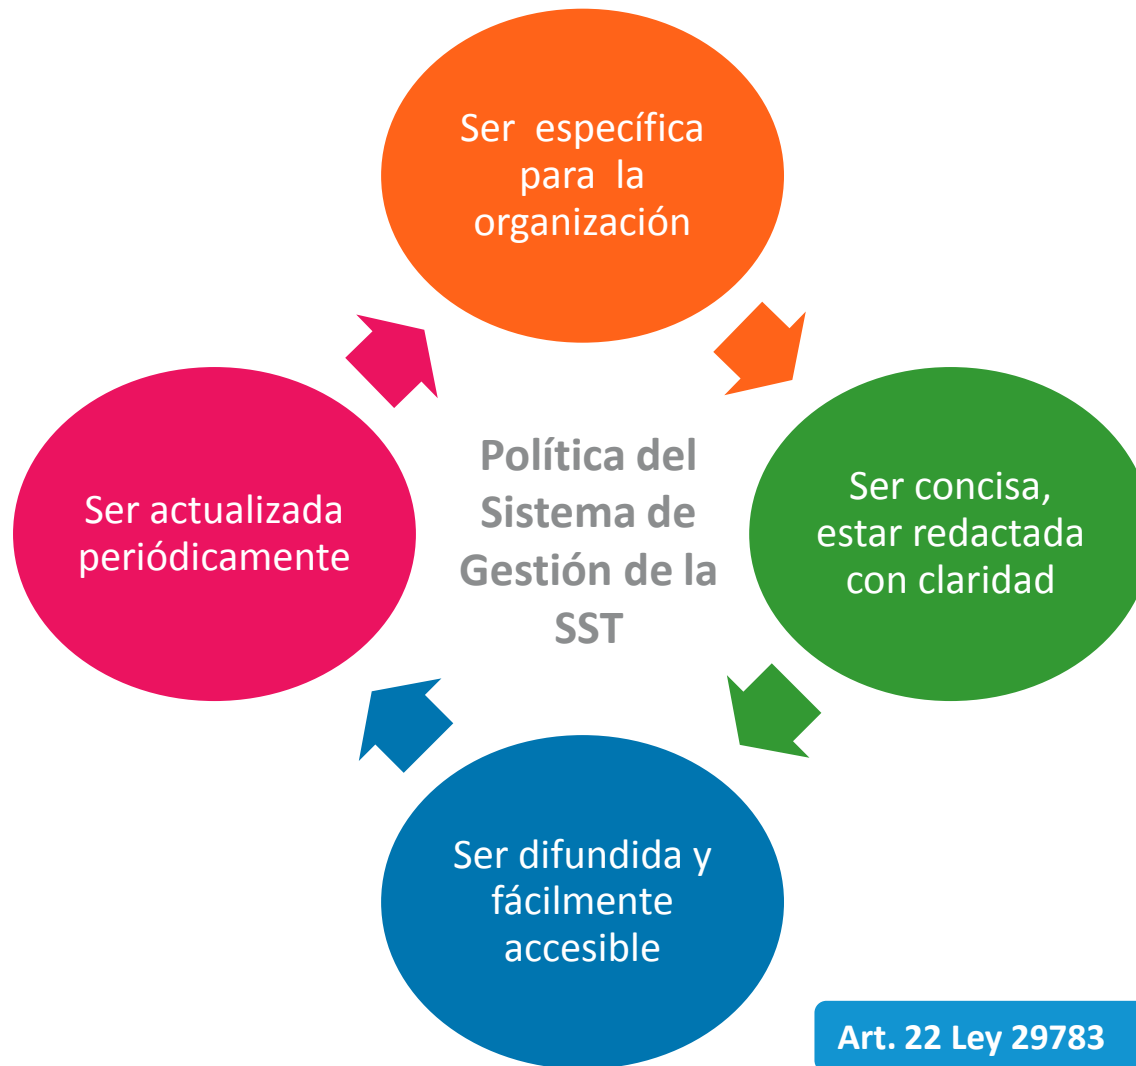 Ser específica
para la
organización
Política del
Sistema de
Gestión de la
SST
Ser concisa,
estar redactada
con claridad
Ser difundida y
fácilmente
accesible
Ser actualizada
periódicamente
Art. 22 Ley 29783